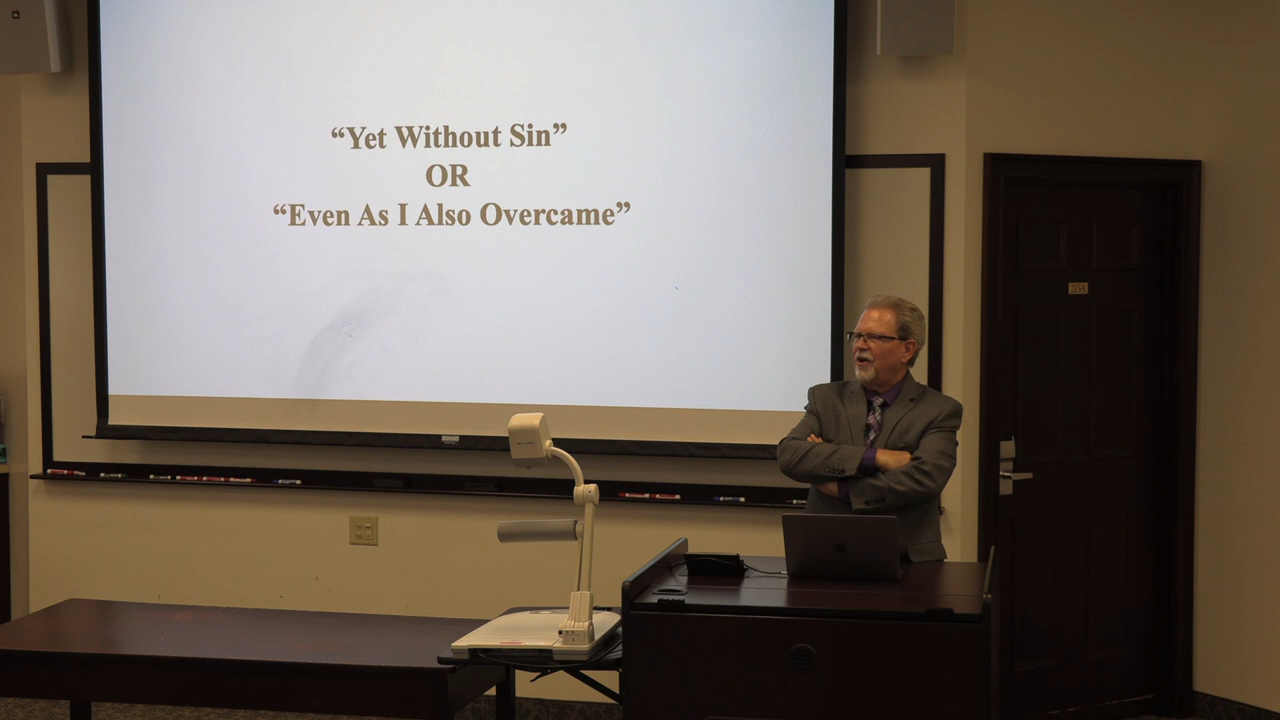 “Yet Without Sin”
OR
“Even As I Also Overcame”